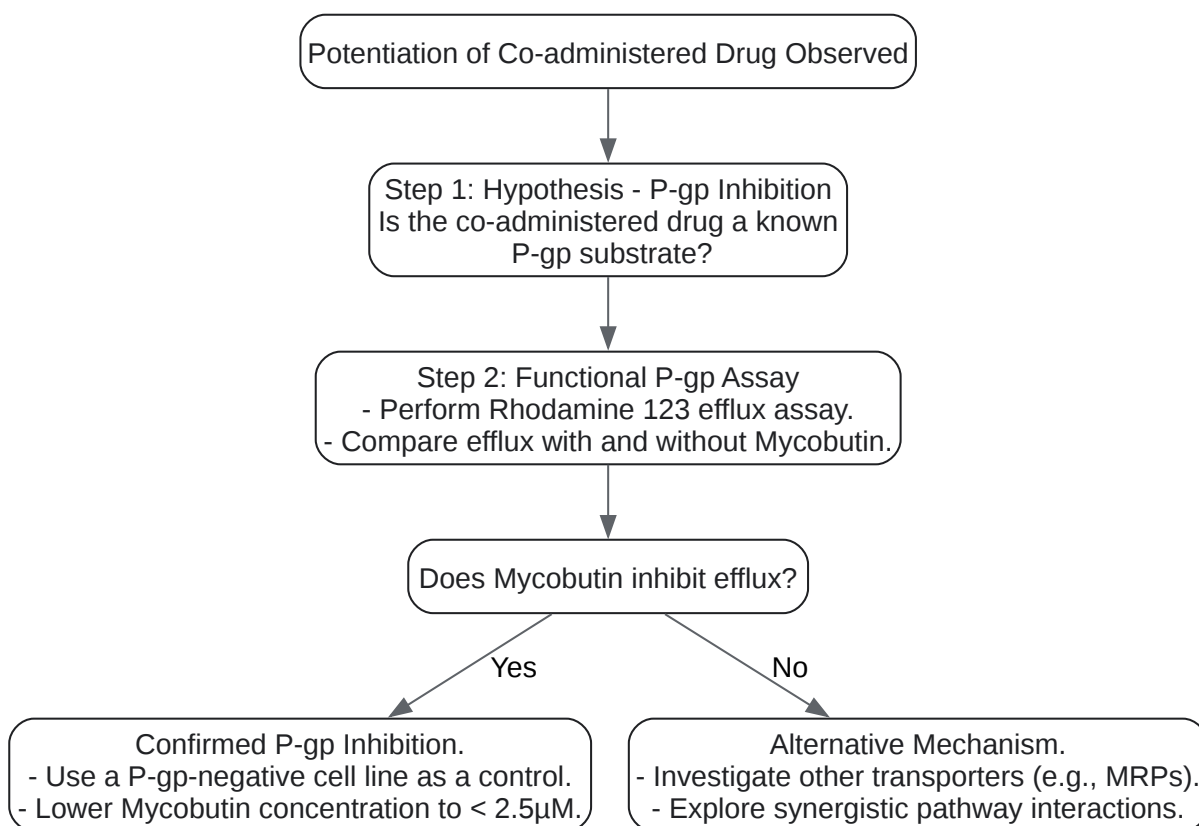 Potentiation of Co-administered Drug Observed
Step 1: Hypothesis - P-gp Inhibition
Is the co-administered drug a known
P-gp substrate?
Step 2: Functional P-gp Assay
- Perform Rhodamine 123 efflux assay.
- Compare efflux with and without Mycobutin.
Does Mycobutin inhibit efflux?
Yes
No
Confirmed P-gp Inhibition.
- Use a P-gp-negative cell line as a control.
- Lower Mycobutin concentration to < 2.5µM.
Alternative Mechanism.
- Investigate other transporters (e.g., MRPs).
- Explore synergistic pathway interactions.